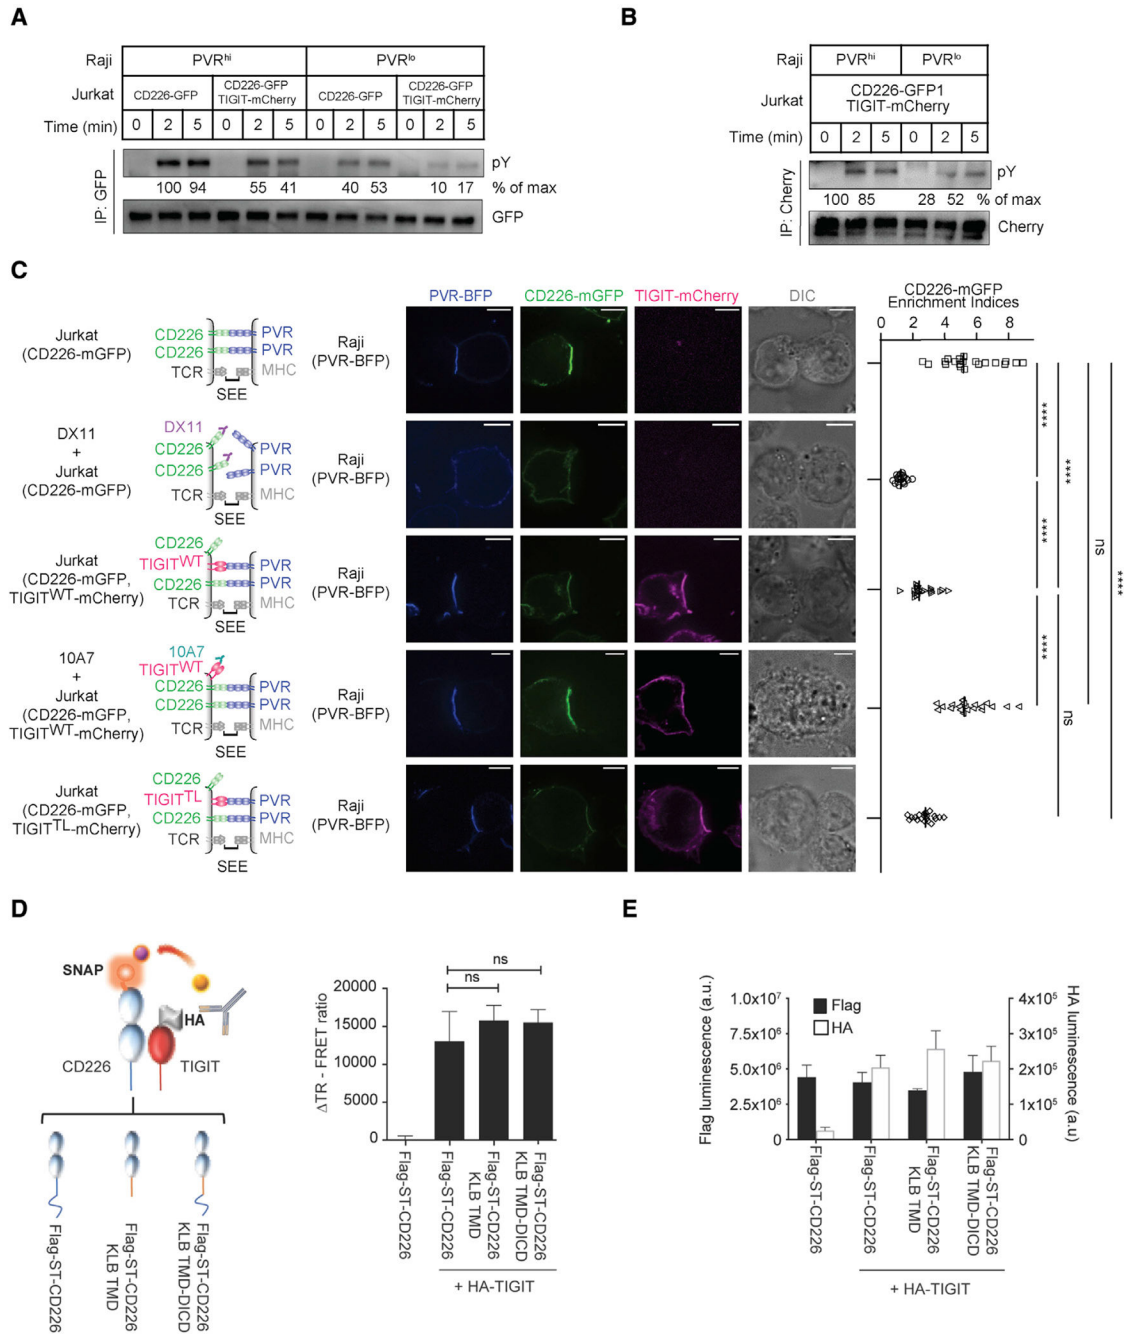 A
Raji PVRhi PVRlo
Jurkat CD226-GFP CD226-GFP TIGIT-mCherry CD226-GFP CD226-GFP TIGIT-mCherry
Time (min) 0 2 5 0 2 5 0 2 5 0 2 5
IP: GFP
pY
100 94 55 41 40 53 10 17 % of max
GFP
B
Raji PVRhi PVRlo
Jurkat CD226-GFP1
TIGIT-mCherry
Time (min) 0 2 5 0 2 5
IP: Cherry
pY
100 85 28 52 % of max
Cherry
C
PVR-BFP CD226-mGFP TIGIT-mCherry DIC
CD226-mGFP
Enrichment Indices
0 2 4 6 8
Jurkat
(CD226-mGFP)
CD226 PVR
CD226 PVR
TCR MHC
SEE
Raji
(PVR-BFP)
DX11
+
Jurkat
(CD226-mGFP)
DX11
CD226 PVR
CD226 PVR
TCR MHC
SEE
Raji
(PVR-BFP)
Jurkat
(CD226-mGFP,
TIGITWT-mCherry)
CD226
TIGITWT PVR
CD226 PVR
TCR MHC
SEE
Raji
(PVR-BFP)
10A7
+
Jurkat
(CD226-mGFP,
TIGITWT-mCherry)
10A7
TIGITWT
CD226 PVR
CD226 PVR
TCR MHC
SEE
Raji
(PVR-BFP)
Jurkat
(CD226-mGFP,
TIGITTL-mCherry)
CD226
TIGITTL PVR
CD226 PVR
TCR MHC
SEE
Raji
(PVR-BFP)
****
****
****
****
ns
ns
****
D
SNAP
HA
CD226 TIGIT
Flag-ST-CD226
Flag-ST-CD226
KLB TMD
Flag-ST-CD226
KLB TMD-DICD
ΔTR - FRET ratio
20000
15000
10000
5000
0
ns
ns
Flag-ST-CD226
Flag-ST-CD226
Flag-ST-CD226
KLB TMD
Flag-ST-CD226
KLB TMD-DICD
+ HA-TIGIT
E
Flag luminescence (a.u.)
1.0x10⁷
7.5x10⁶
5.0x10⁶
2.5x10⁶
0
Flag
HA
4x10⁵
3x10⁵
2x10⁵
1x10⁵
0
HA luminescence (a.u)
Flag-ST-CD226
Flag-ST-CD226
Flag-ST-CD226
KLB TMD
Flag-ST-CD226
KLB TMD-DICD
+ HA-TIGIT